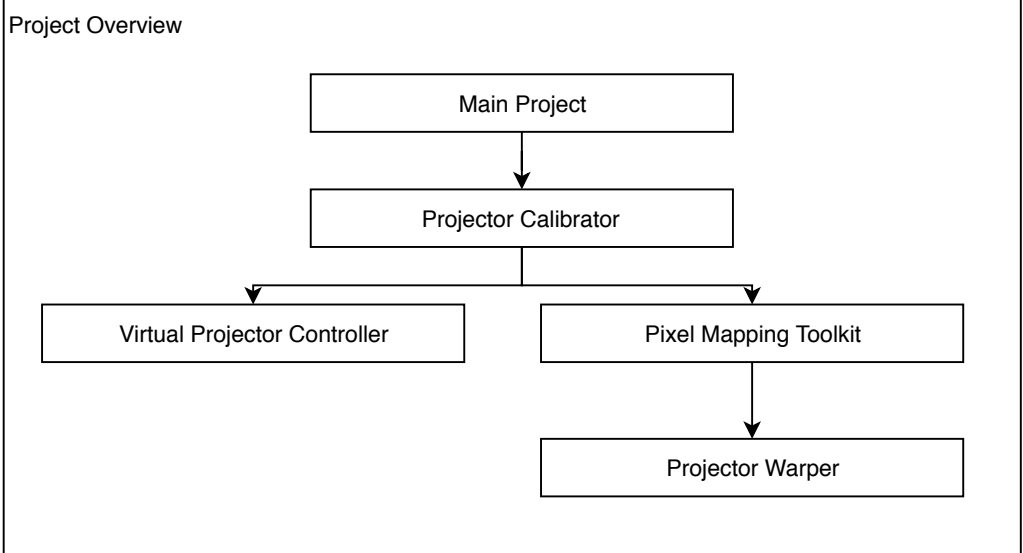 Project Overview
Main Project
Projector Calibrator
Virtual Projector Controller
Pixel Mapping Toolkit
Projector Warper